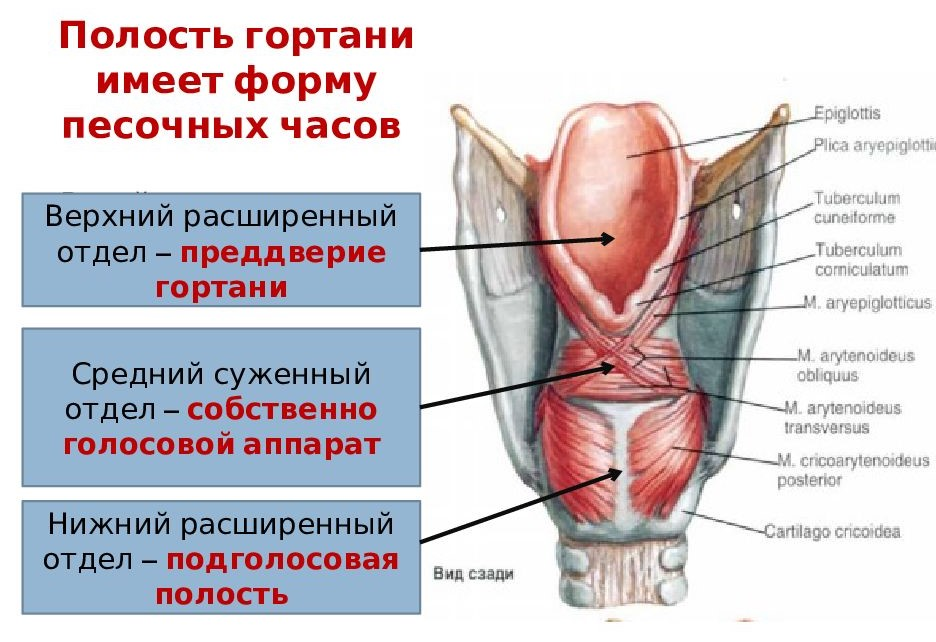 Полость гортани
имеет форму
песочных часов
Верхний расширенный
отдел – преддверие
гортани
Средний суженный
отдел – собственно
голосовой аппарат
Нижний расширенный
отдел – подголосовая
полость
Epiglottis
Plica aryepiglottic
Tuberculum
cuneiforme
Tuberculum
corniculatum
M. aryepiglotticus
M. arytenoideus
obliquus
M. arytenoideus
transversus
M. cricoarytenoideus
posterior
Cartilago cricoidea
Вид сзади